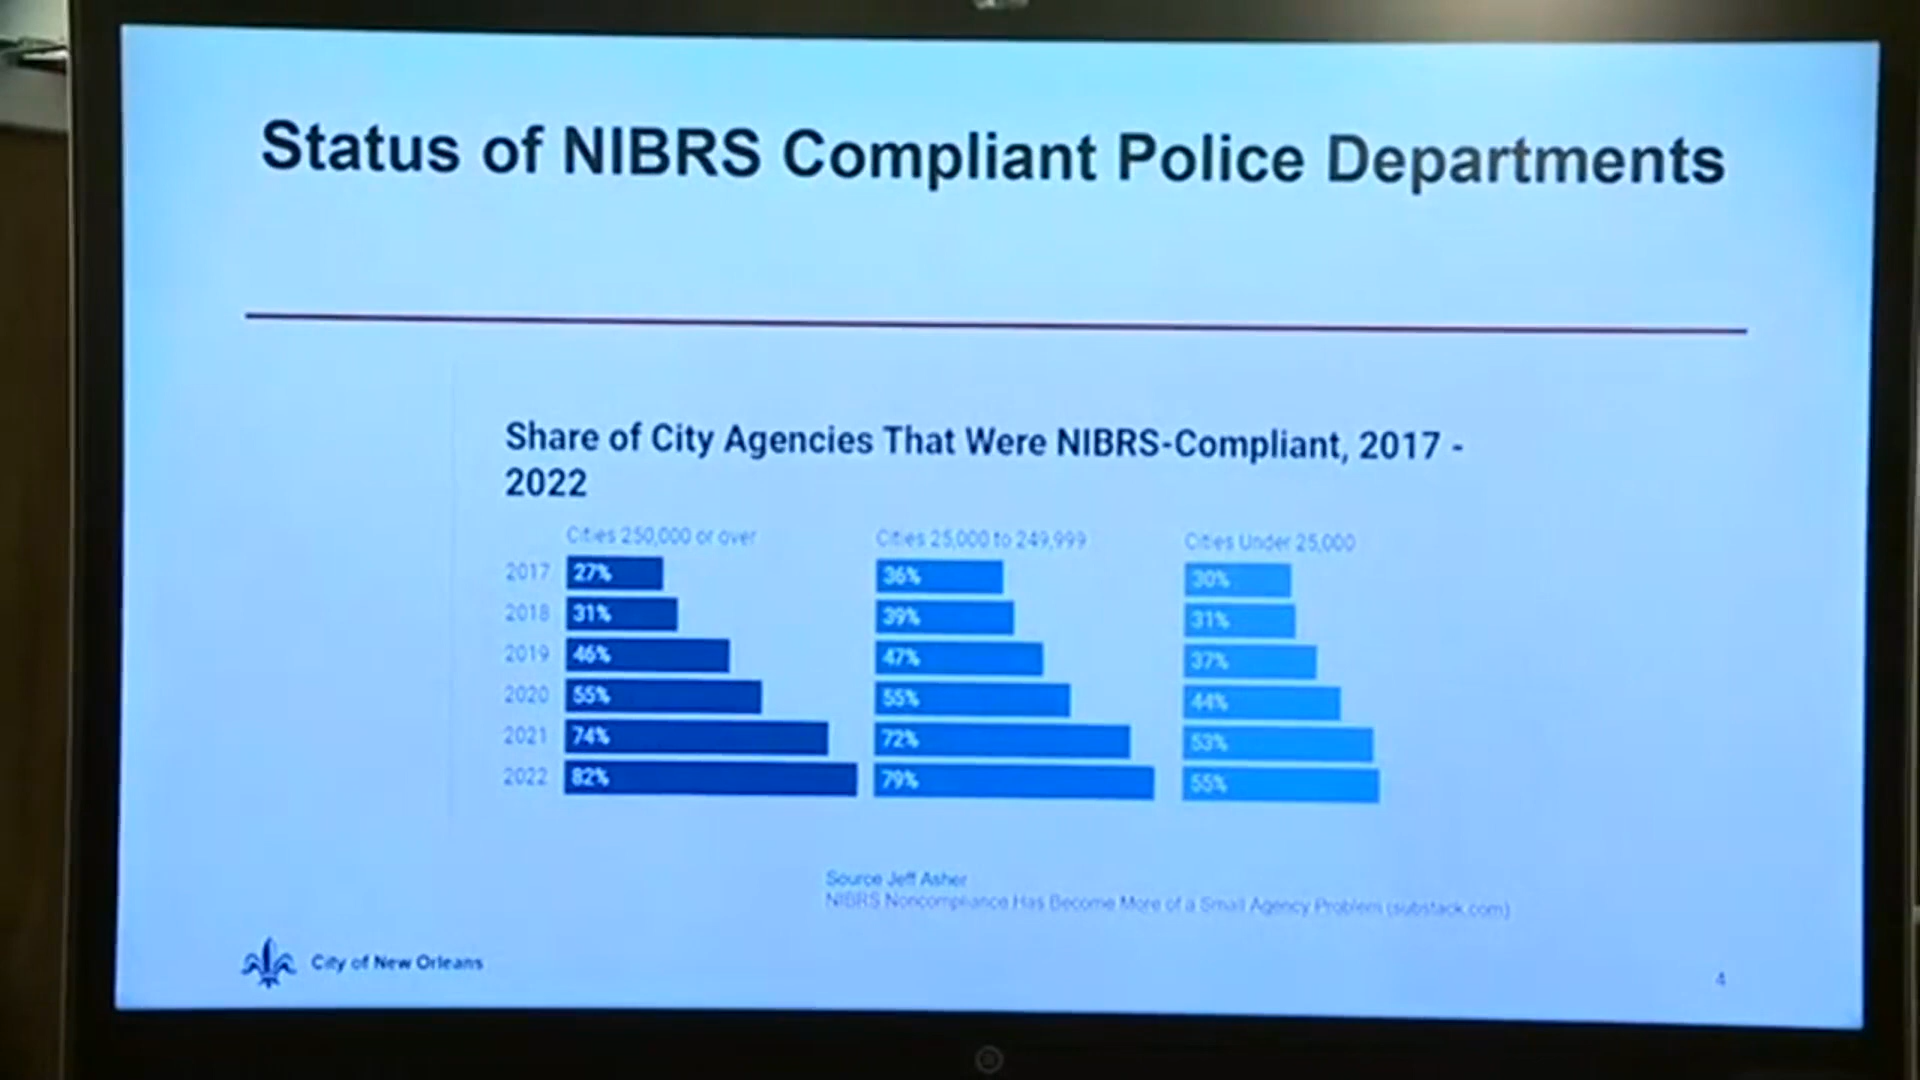 Status of NIBRS Compliant Police Departments
Share of City Agencies That Were NIBRS-Compliant, 2017 -
2022
Cities 250,000 or over Cities 25,000 to 249,999 Cities Under 25,000
2017 27% 36% 30%
2018 31% 39% 31%
2019 46% 47% 37%
2020 55% 55% 44%
2021 74% 72% 53%
2022 82% 79% 55%
Source Jeff Asher
NIBRS Noncompliance Has Become More of a Small Agency Problem (substack.com)
City of New Orleans
4